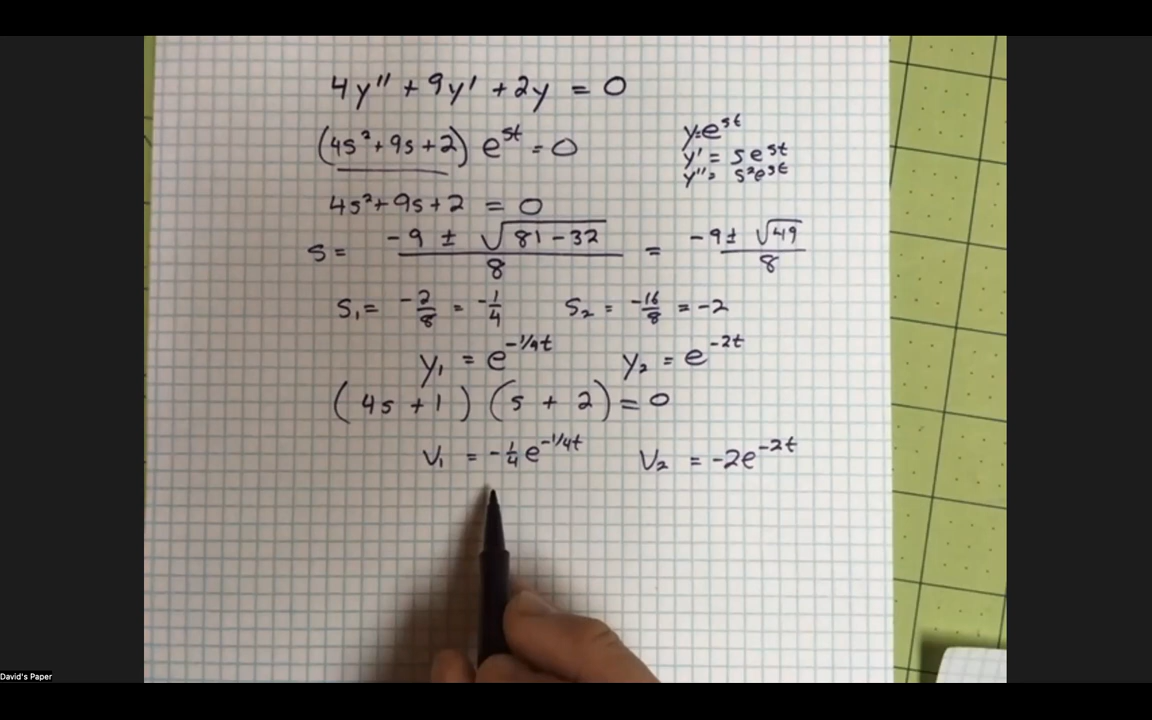 4y'' + 9y' + 2y = 0
(4s² + 9s + 2) e^st = 0
y = e^st
y' = s e^st
y'' = s² e^st
4s² + 9s + 2 = 0
s = (-9 ± √(81 - 32))/8 = (-9 ± √49)/8
s₁ = -2/8 = -1/4 s₂ = -16/8 = -2
y₁ = e^(-1/4t) y₂ = e^(-2t)
(4s + 1)(s + 2) = 0
v₁ = -1/4 e^(-1/4t) v₂ = -2e^(-2t)
David's Paper